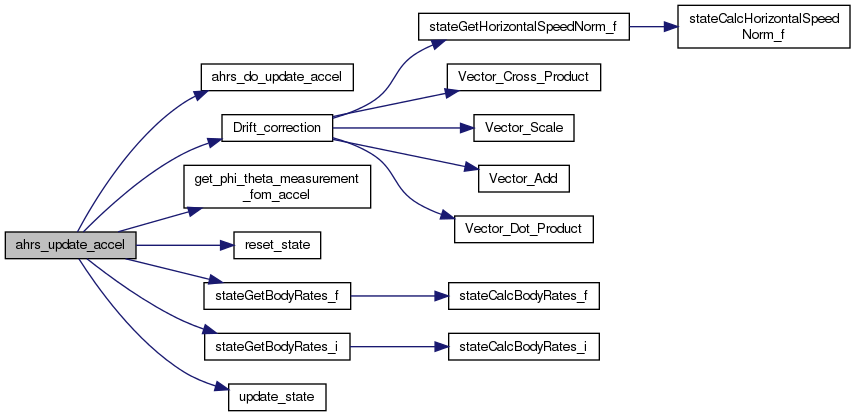 stateGetHorizontalSpeedNorm_f
stateCalcHorizontalSpeed
Norm_f
ahrs_do_update_accel
Vector_Cross_Product
Drift_correction
Vector_Scale
get_phi_theta_measurement
_fom_accel
Vector_Add
Vector_Dot_Product
ahrs_update_accel
reset_state
stateGetBodyRates_f
stateCalcBodyRates_f
stateGetBodyRates_i
stateCalcBodyRates_i
update_state